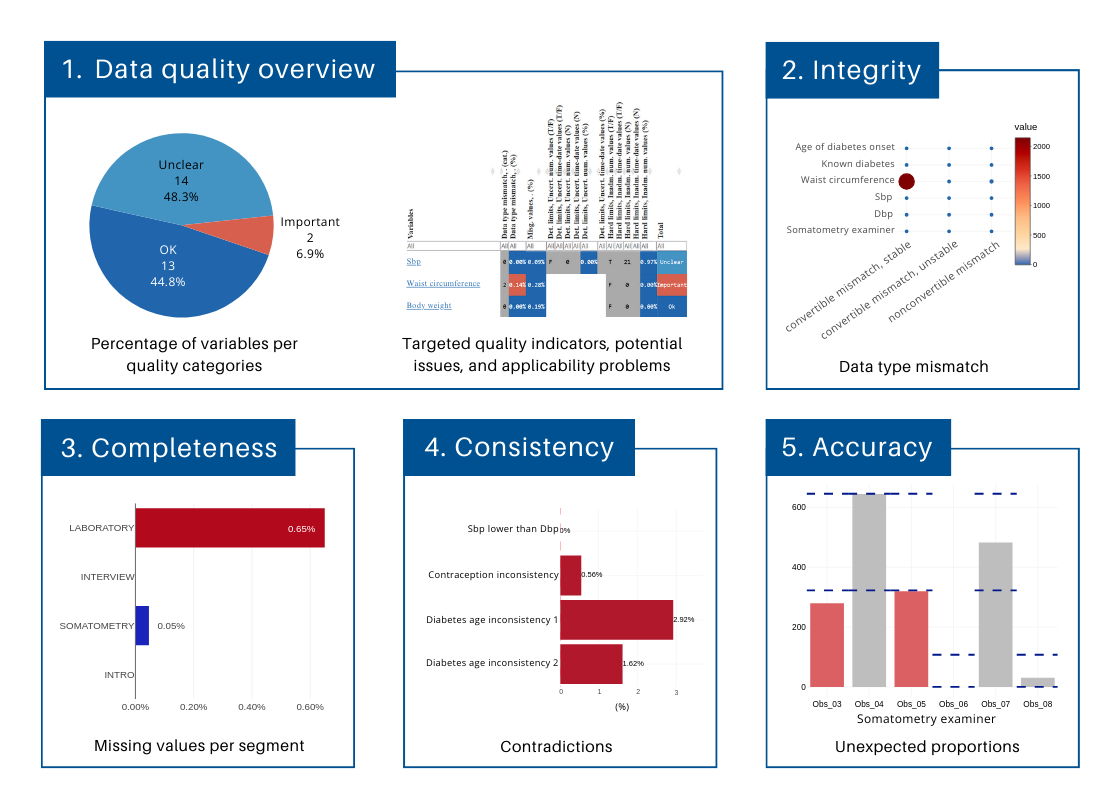 1. Data quality overview
Unclear
14
48.3%
Important
2
6.9%
OK
13
44.8%
Percentage of variables per
quality categories
Variables
Data type mismatch, . (cat.)
Data type mismatch, . (%)
Misg. values, . (%)
Det. limits, Uncert. num. values (T/F)
Det. limits, Uncert. time-date values (T/F)
Det. limits, Uncert. num. values (N)
Det. limits, Uncert. time-date values (N)
Det. limits, Uncert. num. values (%)
Det. limits, Uncert. time-date values (%)
Hard limits, Inadm. num. values (T/F)
Hard limits, Inadm. time-date values (T/F)
Hard limits, Inadm. num. values (N)
Hard limits, Inadm. time-date values (N)
Hard limits, Inadm. num. values (%)
Total
All All All All All All All All All All All All All All All All
Sbp 0 0.00% 0.09% F 0 0.00% T 21 0.97% Unclear
Waist circumference 2 0.14% 0.28% F 0 0.00% Important
Body weight 0 0.00% 0.19% F 0 0.00% Ok
Targeted quality indicators, potential
issues, and applicability problems
2. Integrity
value
2000
1500
1000
500
0
Age of diabetes onset
Known diabetes
Waist circumference
Sbp
Dbp
Somatometry examiner
convertible mismatch, stable
convertible mismatch, unstable
nonconvertible mismatch
Data type mismatch
3. Completeness
LABORATORY 0.65%
INTERVIEW
SOMATOMETRY 0.05%
INTRO
0.00% 0.20% 0.40% 0.60%
Missing values per segment
4. Consistency
Sbp lower than Dbp 0%
Contraception inconsistency 0.56%
Diabetes age inconsistency 1 2.92%
Diabetes age inconsistency 2 1.62%
0 1 2 3
(%)
Contradictions
5. Accuracy
600
400
200
0
Obs_03 Obs_04 Obs_05 Obs_06 Obs_07 Obs_08
Somatometry examiner
Unexpected proportions